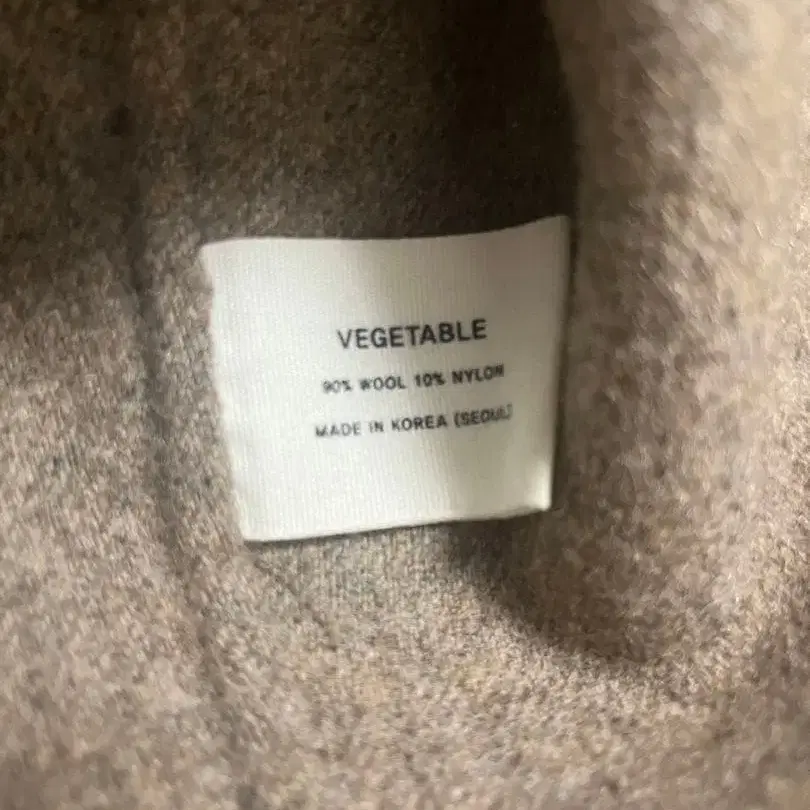 VEGETABLE
90% WOOL 10% NYLON
MADE IN KOREA (SEOUL)